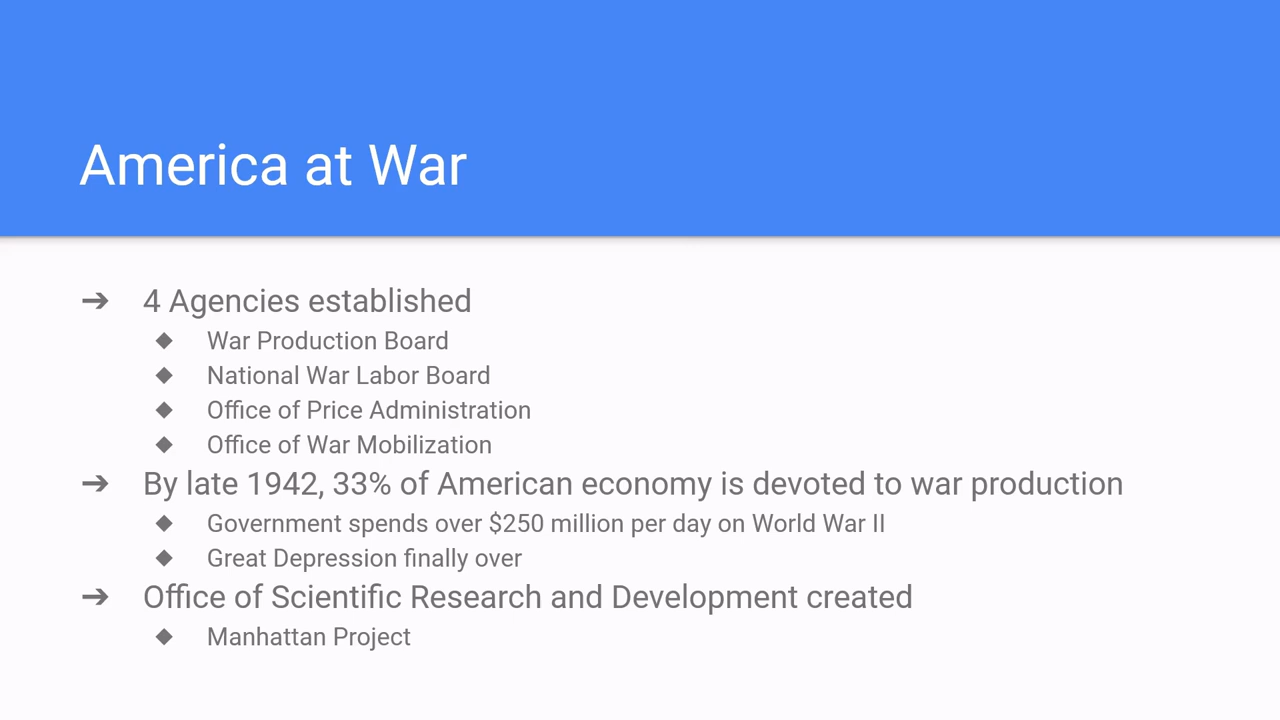 America at War
➔ 4 Agencies established
◆ War Production Board
◆ National War Labor Board
◆ Office of Price Administration
◆ Office of War Mobilization
➔ By late 1942, 33% of American economy is devoted to war production
◆ Government spends over $250 million per day on World War II
◆ Great Depression finally over
➔ Office of Scientific Research and Development created
◆ Manhattan Project